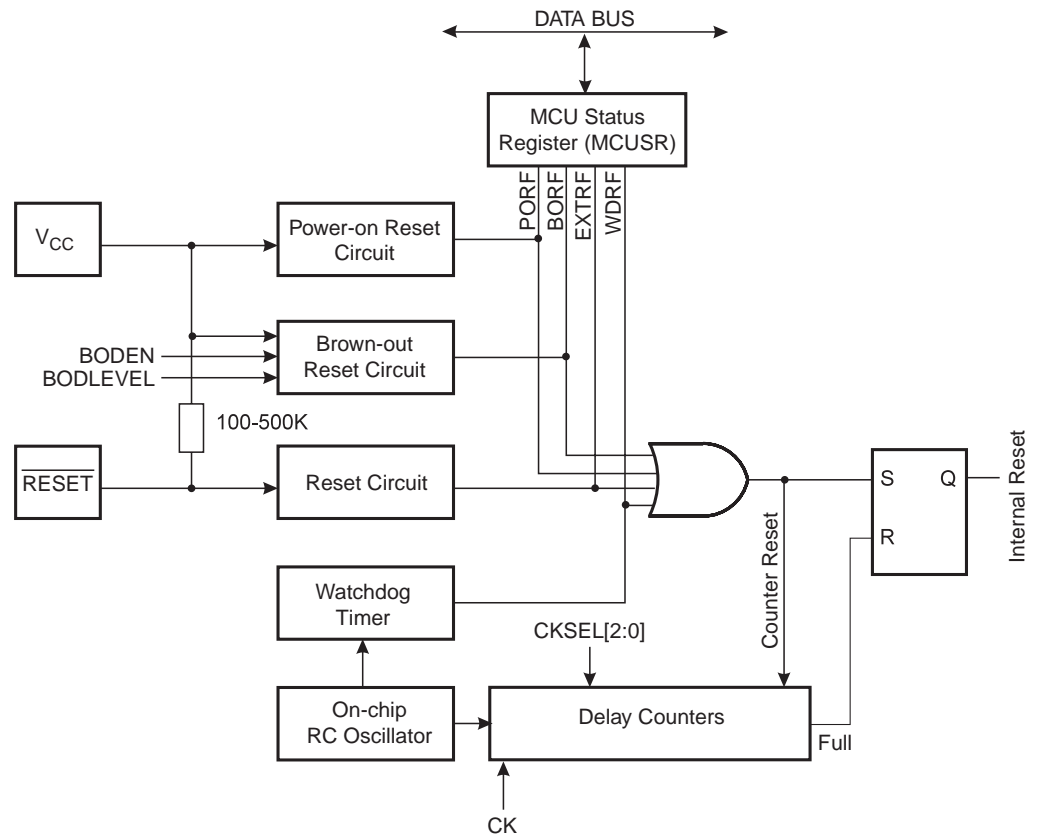 DATA BUS
MCU Status
Register (MCUSR)
PORF
BORF
EXTRF
WDRF
VCC
Power-on Reset
Circuit
BODEN
BODLEVEL
Brown-out
Reset Circuit
100-500K
RESET
Reset Circuit
S
Q
R
Internal Reset
Counter Reset
Watchdog
Timer
CKSEL[2:0]
On-chip
RC Oscillator
Delay Counters
Full
CK